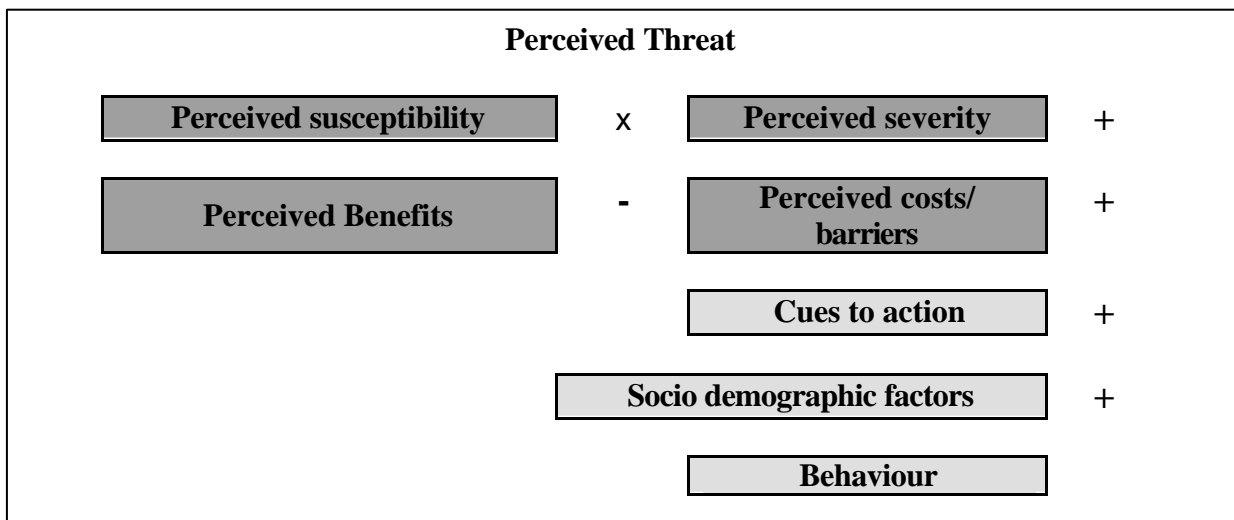 Perceived Threat
Perceived susceptibility x Perceived severity +
Perceived Benefits - Perceived costs/ +
barriers
Cues to action +
Socio demographic factors +
Behaviour